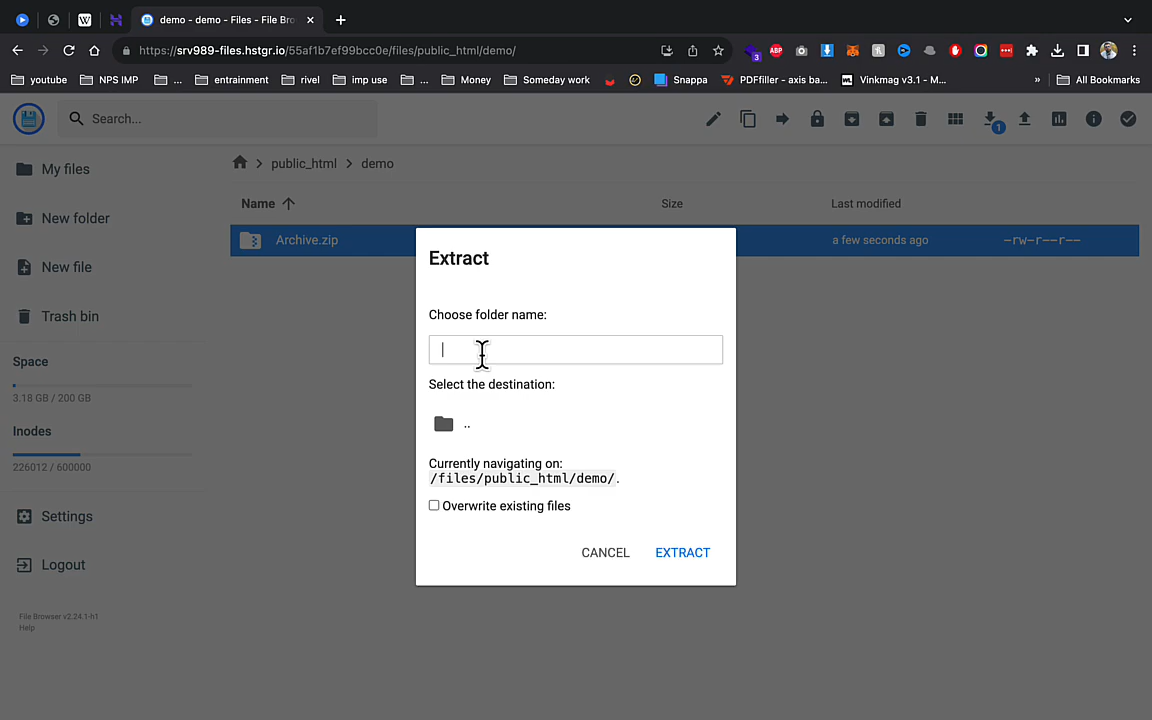 demo - demo - Files - File Bro
https://srv989-files.hstgr.io/55af1b7ef99bcc0e/files/public_html/demo/
3
youtube
NPS IMP
...
entrainment
rivel
imp use
...
Money
Someday work
Snappa
PDFfiller - axis ba...
Vinkmag v3.1 - M...
»
All Bookmarks
Search...
1
My files
New folder
New file
Trash bin
Space
3.18 GB / 200 GB
Inodes
226012 / 600000
Settings
Logout
File Browser v2.24.1-h1
Help
public_html > demo
Name
Size
Last modified
Archive.zip
a few seconds ago
-rw-r--r--
Extract
Choose folder name:
Select the destination:
..
Currently navigating on:
/files/public_html/demo/.
Overwrite existing files
CANCEL
EXTRACT